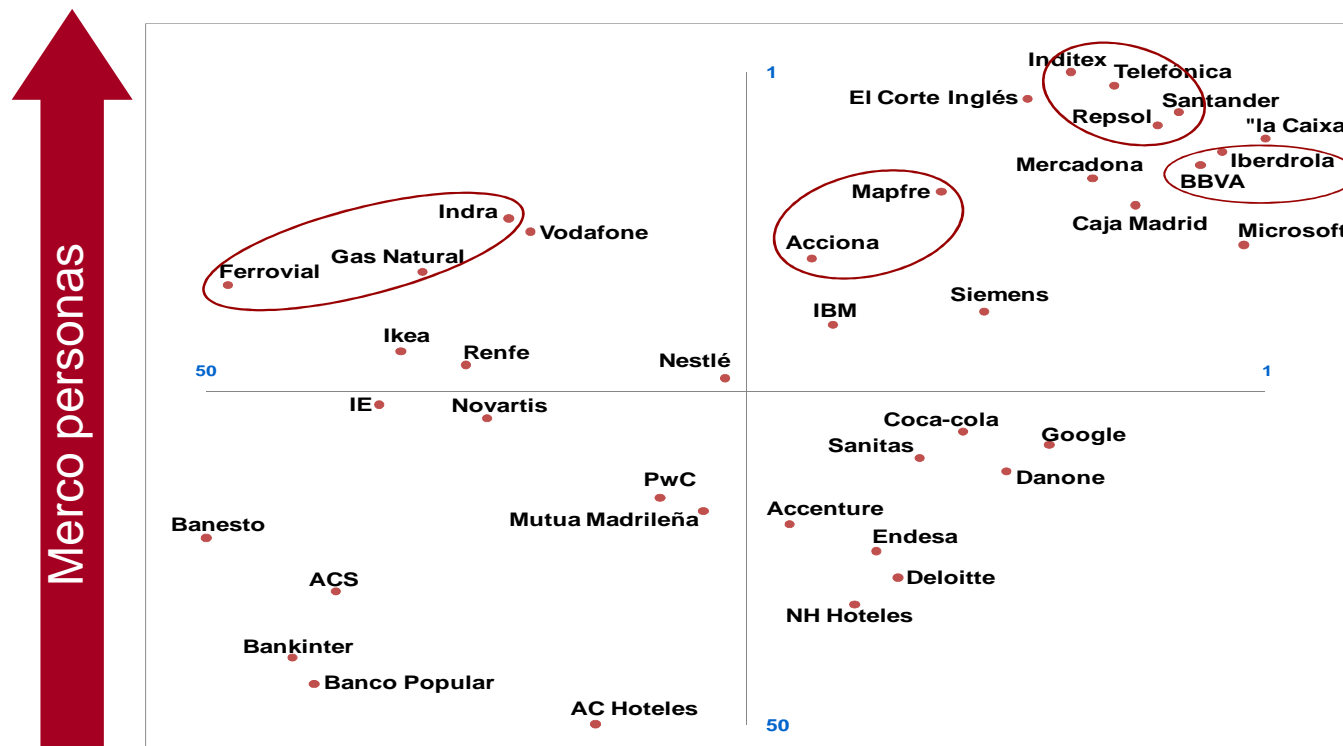 Merco personas
1
Inditex
Telefónica
El Corte Inglés
Santander
Repsol
"la Caixa
Iberdrola
Mercadona
BBVA
Mapfre
Indra
Caja Madrid
Vodafone
Microsoft
Acciona
Gas Natural
Ferrovial
Siemens
IBM
Ikea
Renfe
Nestlé
50
1
IE
Novartis
Coca-cola
Google
Sanitas
Danone
PwC
Accenture
Mutua Madrileña
Banesto
Endesa
ACS
Deloitte
NH Hoteles
Bankinter
Banco Popular
AC Hoteles
50